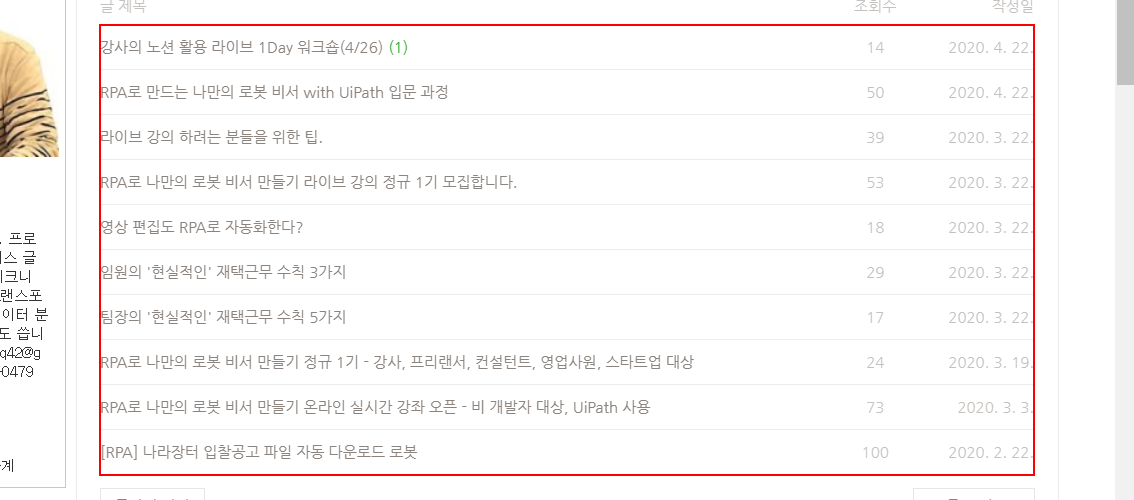 글 제목 조회수 작성일
강사의 노션 활용 라이브 1Day 워크숍(4/26) (1) 14 2020. 4. 22.
RPA로 만드는 나만의 로봇 비서 with UiPath 입문 과정 50 2020. 4. 22.
라이브 강의 하려는 분들을 위한 팁. 39 2020. 3. 22.
RPA로 나만의 로봇 비서 만들기 라이브 강의 정규 1기 모집합니다. 53 2020. 3. 22.
영상 편집도 RPA로 자동화한다? 18 2020. 3. 22.
임원의 '현실적인' 재택근무 수칙 3가지 29 2020. 3. 22.
팀장의 '현실적인' 재택근무 수칙 5가지 17 2020. 3. 22.
RPA로 나만의 로봇 비서 만들기 정규 1기 - 강사, 프리랜서, 컨설턴트, 영업사원, 스타트업 대상 24 2020. 3. 19.
RPA로 나만의 로봇 비서 만들기 온라인 실시간 강좌 오픈 - 비 개발자 대상, UiPath 사용 73 2020. 3. 3.
[RPA] 나라장터 입찰공고 파일 자동 다운로드 로봇 100 2020. 2. 22.
. 프로
스 글
크니
랜스포
이터 분
도 씁니
q42@g
0479
계